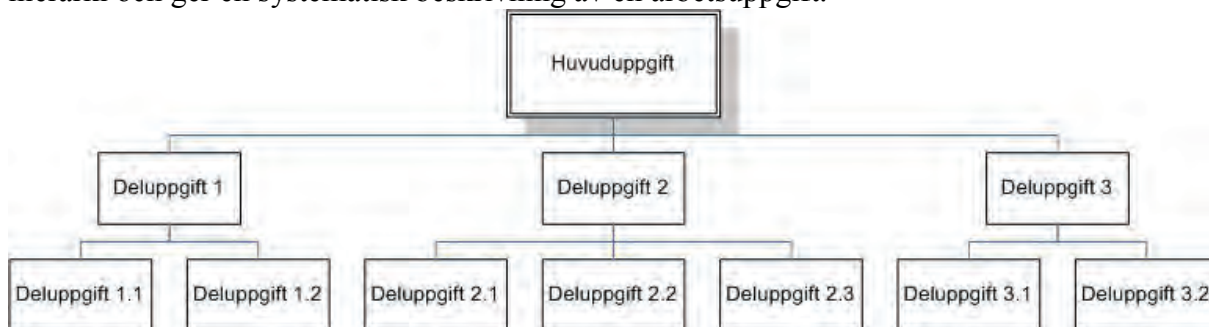 och ger en systematisk beskrivning av en arbetsuppgift.
Huvuduppgift
Deluppgift 1
Deluppgift 2
Deluppgift 3
Deluppgift 1.1
Deluppgift 1.2
Deluppgift 2.1
Deluppgift 2.2
Deluppgift 2.3
Deluppgift 3.1
Deluppgift 3.2